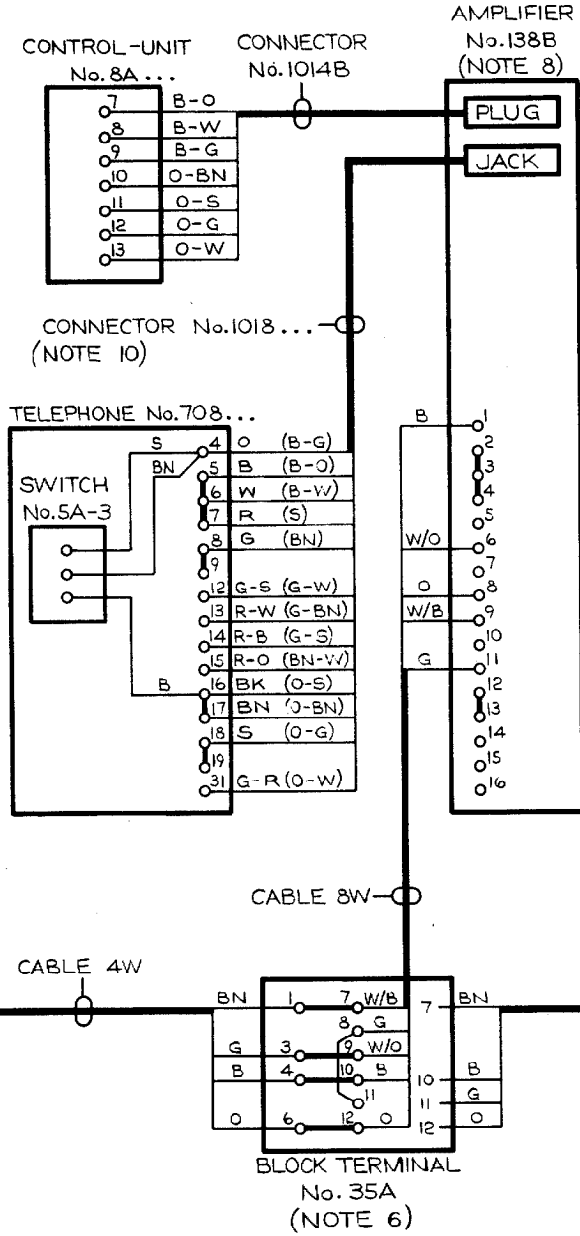 AMPLIFIER
No.138B
(NOTE 8)
CONTROL-UNIT
No.8A...
CONNECTOR
No.1014B
7 B-O
8 B-W
9 B-G
10 O-BN
11 O-S
12 O-G
13 O-W
PLUG
JACK
CONNECTOR No.1018...
(NOTE 10)
TELEPHONE No.708...
SWITCH
No.5A-3
S
BN
B
4 O (B-G)
5 B (B-O)
6 W (B-W)
7 R (S)
8 G (BN)
9
12 G-S (G-W)
13 R-W (G-BN)
14 R-B (G-S)
15 R-O (BN-W)
16 BK (O-S)
17 BN (O-BN)
18 S (O-G)
19
31 G-R (O-W)
B 1
2
3
4
5
W/O 6
7
O 8
W/B 9
10
G 11
12
13
14
15
16
CABLE 8W
CABLE 4W
BN 1 7 W/B 7 BN
8 G
G 3 9 W/O
B 4 10 B 10 B
11 11 G
O 6 12 O 12 O
BLOCK TERMINAL
No.35A
(NOTE 6)